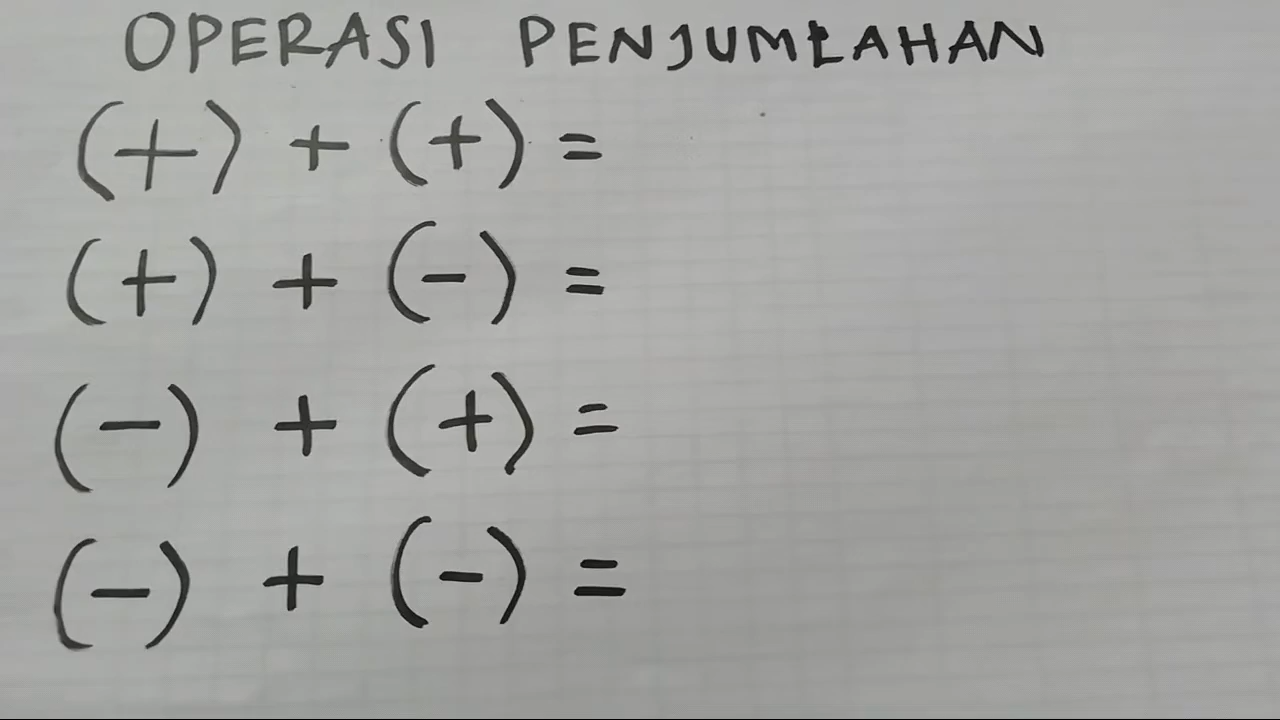 OPERASI PENJUMLAHAN
(+) + (+) =
(+) + (-) =
(-) + (+) =
(-) + (-) =